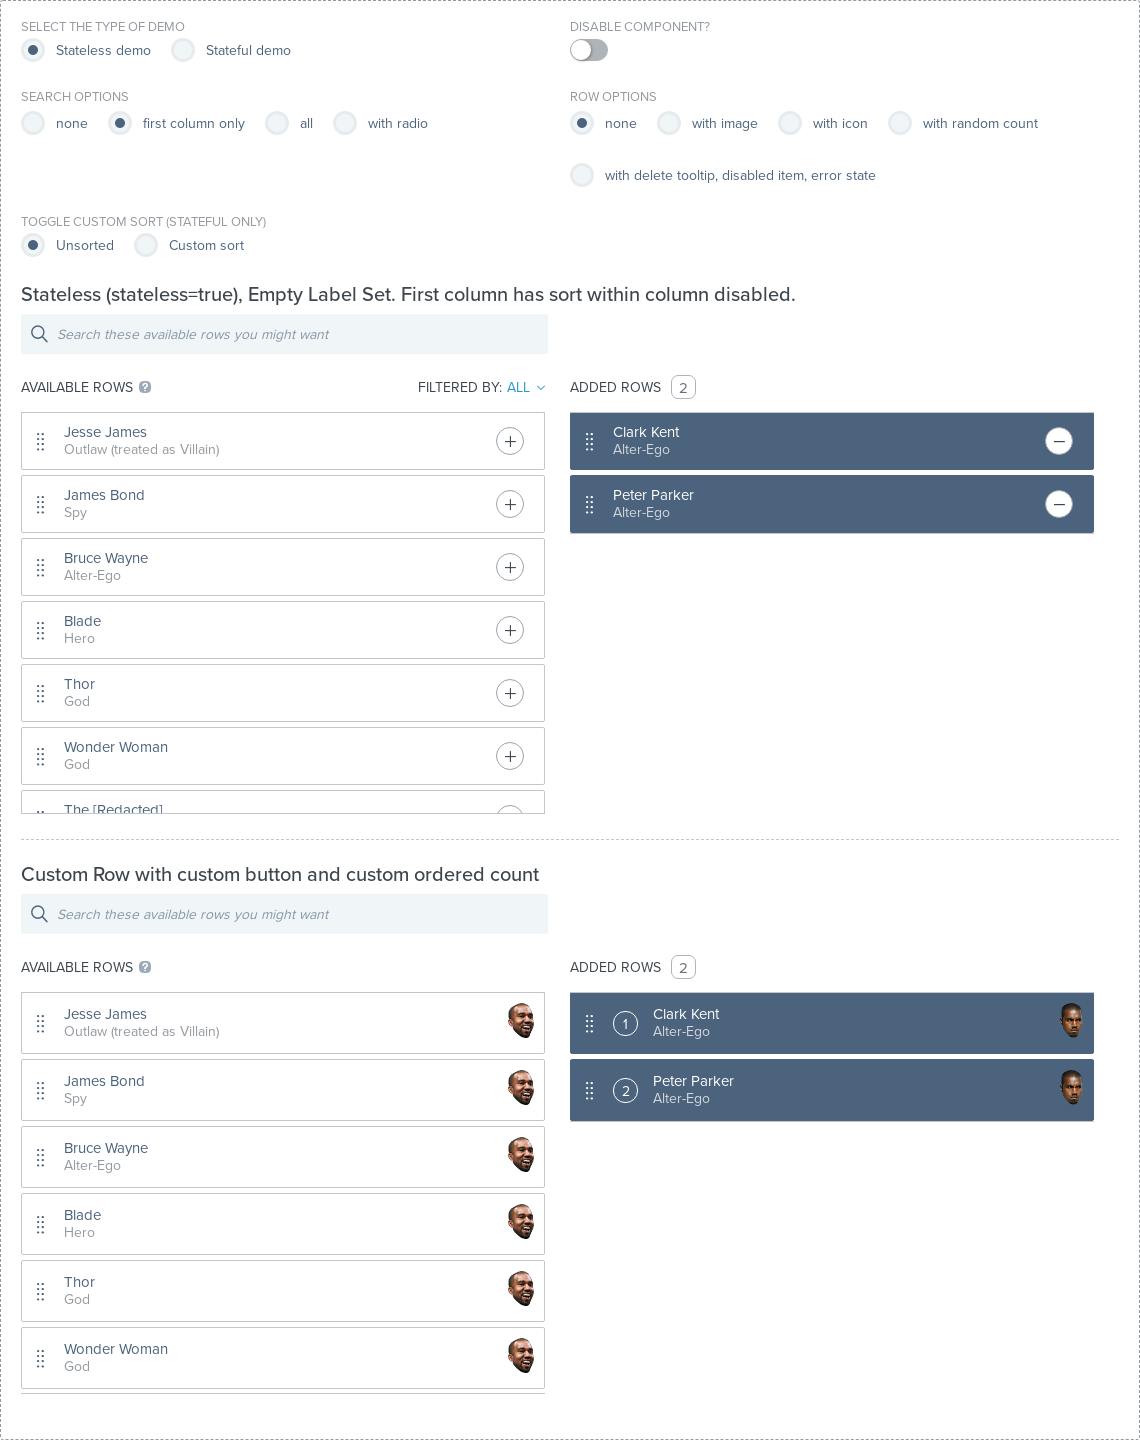 SELECT THE TYPE OF DEMO
Stateless demo Stateful demo
DISABLE COMPONENT?
SEARCH OPTIONS
none first column only all with radio
ROW OPTIONS
none with image with icon with random count
with delete tooltip, disabled item, error state
TOGGLE CUSTOM SORT (STATEFUL ONLY)
Unsorted Custom sort
Stateless (stateless=true), Empty Label Set. First column has sort within column disabled.
Search these available rows you might want
AVAILABLE ROWS ? FILTERED BY: ALL
Jesse James
Outlaw (treated as Villain)
James Bond
Spy
Bruce Wayne
Alter-Ego
Blade
Hero
Thor
God
Wonder Woman
God
The [Redacted]
ADDED ROWS 2
Clark Kent
Alter-Ego
Peter Parker
Alter-Ego
Custom Row with custom button and custom ordered count
Search these available rows you might want
AVAILABLE ROWS ?
Jesse James
Outlaw (treated as Villain)
James Bond
Spy
Bruce Wayne
Alter-Ego
Blade
Hero
Thor
God
Wonder Woman
God
ADDED ROWS 2
1 Clark Kent
Alter-Ego
2 Peter Parker
Alter-Ego